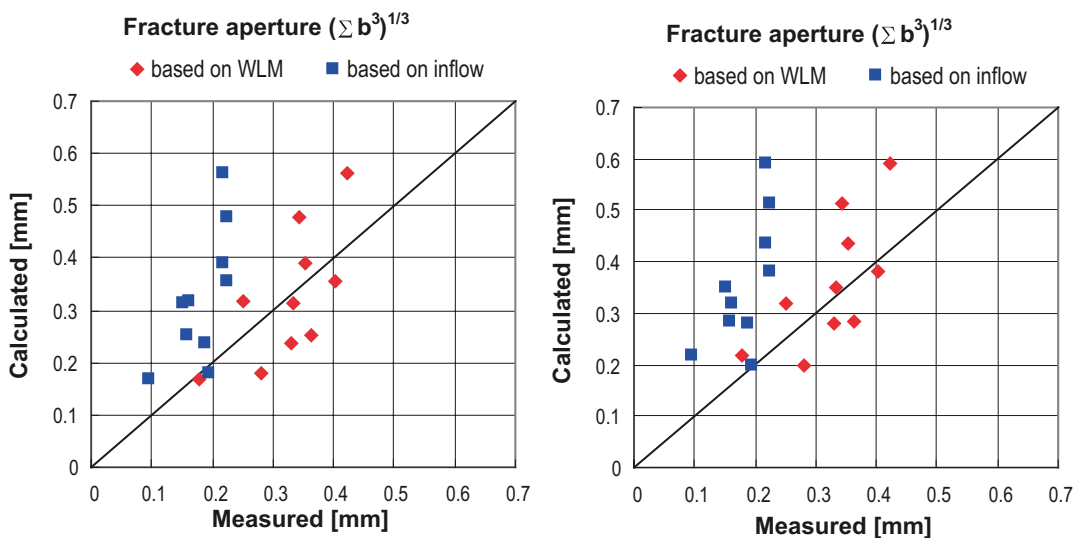 Fracture aperture (∑ b³)¹/³
based on WLM based on inflow
0.7
0.6
0.5
0.4
0.3
0.2
0.1
0
Calculated [mm]
0 0.1 0.2 0.3 0.4 0.5 0.6 0.7
Measured [mm]
Fracture aperture (∑ b³)¹/³
based on WLM based on inflow
0.7
0.6
0.5
0.4
0.3
0.2
0.1
0
Calculated [mm]
0 0.1 0.2 0.3 0.4 0.5 0.6 0.7
Measured [mm]